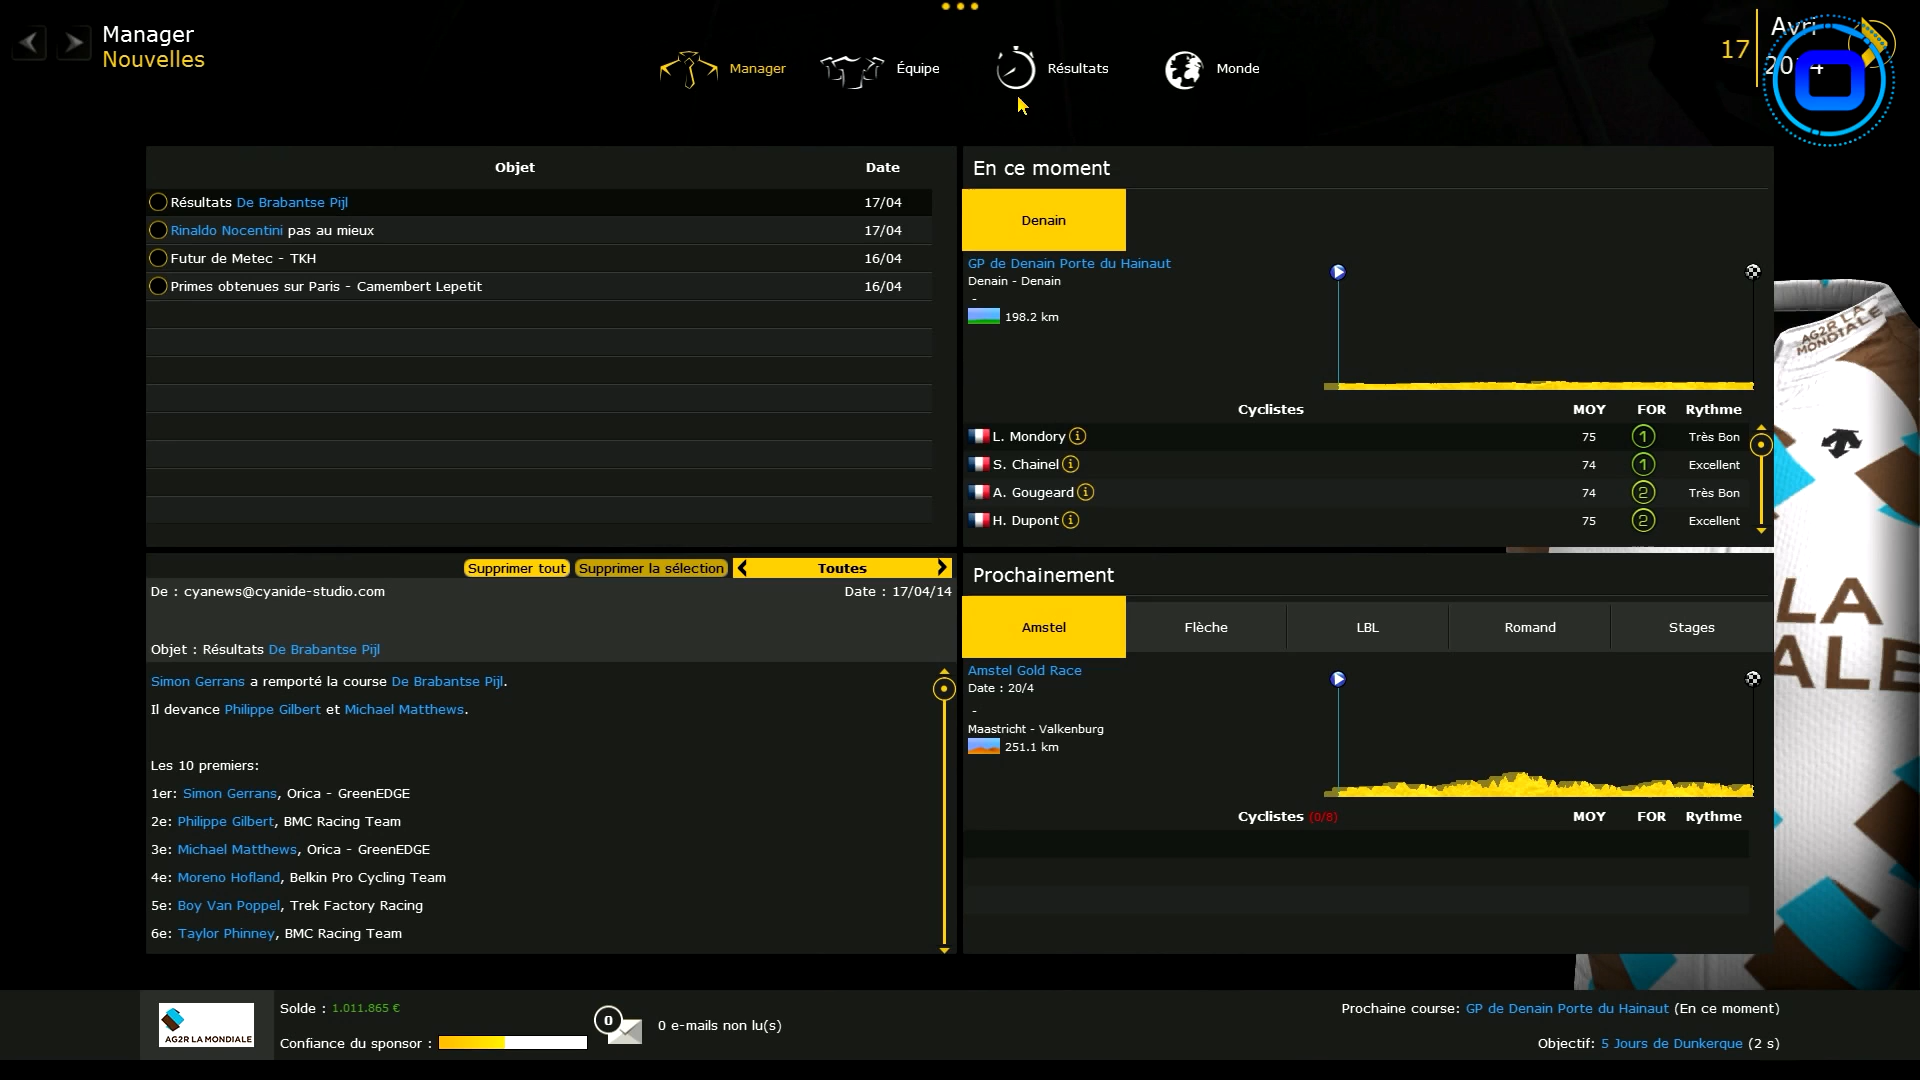 Manager
Nouvelles
Manager
Équipe
Résultats
Monde
17
Objet Date
Résultats De Brabantse Pijl 17/04
Rinaldo Nocentini pas au mieux 17/04
Futur de Metec - TKH 16/04
Primes obtenues sur Paris - Camembert Lepetit 16/04
Supprimer tout Supprimer la sélection Toutes
De : cyanews@cyanide-studio.com Date : 17/04/14
Objet : Résultats De Brabantse Pijl
Simon Gerrans a remporté la course De Brabantse Pijl.
Il devance Philippe Gilbert et Michael Matthews.
Les 10 premiers:
1er: Simon Gerrans, Orica - GreenEDGE
2e: Philippe Gilbert, BMC Racing Team
3e: Michael Matthews, Orica - GreenEDGE
4e: Moreno Hofland, Belkin Pro Cycling Team
5e: Boy Van Poppel, Trek Factory Racing
6e: Taylor Phinney, BMC Racing Team
En ce moment
Denain
GP de Denain Porte du Hainaut
Denain - Denain
-
198.2 km
Cyclistes MOY FOR Rythme
L. Mondory 75 1 Très Bon
S. Chainel 74 1 Excellent
A. Gougeard 74 2 Très Bon
H. Dupont 75 2 Excellent
Prochainement
Amstel Flèche LBL Romand Stages
Amstel Gold Race
Date : 20/4
-
Maastricht - Valkenburg
251.1 km
Cyclistes (0/8) MOY FOR Rythme
AG2R LA
MONDIALE
LA
ALE
AG2R LA MONDIALE
Solde : 1.011.865 €
Confiance du sponsor :
0
0 e-mails non lu(s)
Prochaine course: GP de Denain Porte du Hainaut (En ce moment)
Objectif: 5 Jours de Dunkerque (2 s)